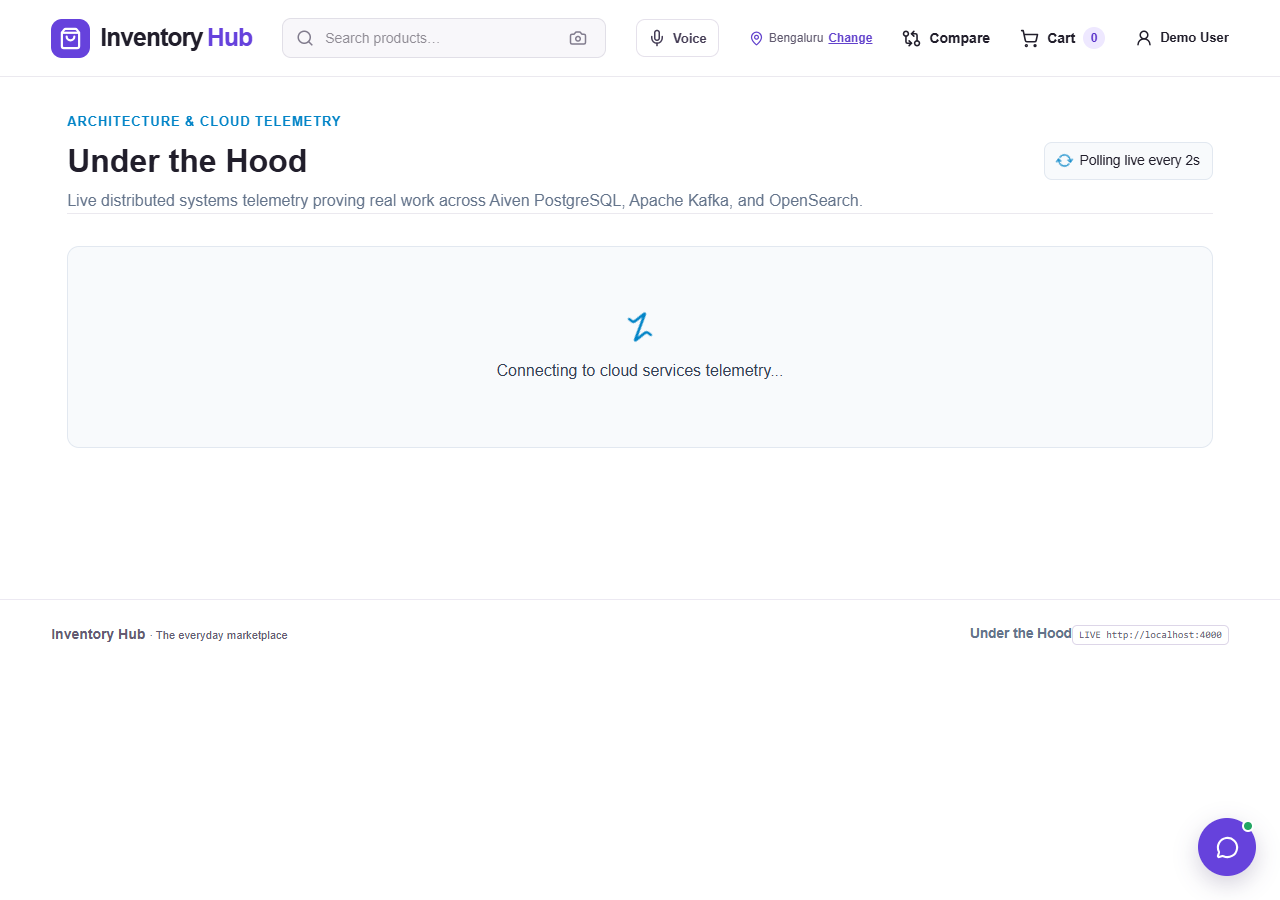 Inventory Hub
Search products...
Voice
Bengaluru Change
Compare
Cart 0
Demo User
ARCHITECTURE & CLOUD TELEMETRY
Under the Hood
Polling live every 2s
Live distributed systems telemetry proving real work across Aiven PostgreSQL, Apache Kafka, and OpenSearch.
Connecting to cloud services telemetry...
Inventory Hub · The everyday marketplace
Under the Hood LIVE http://localhost:4000